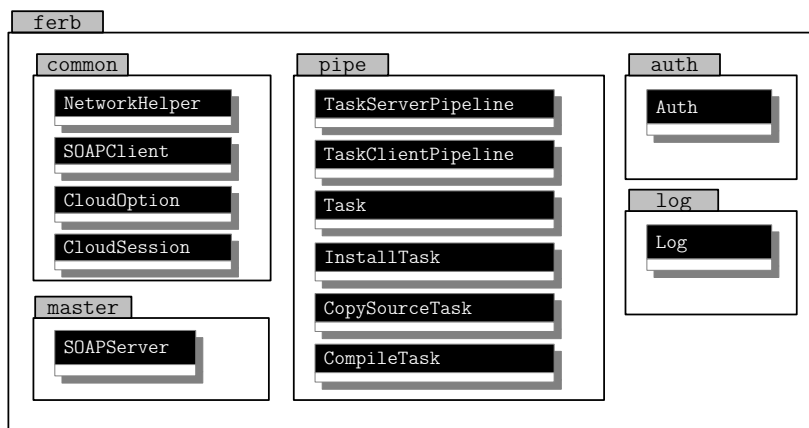 ferb
common
NetworkHelper
SOAPClient
CloudOption
CloudSession
master
SOAPServer
pipe
TaskServerPipeline
TaskClientPipeline
Task
InstallTask
CopySourceTask
CompileTask
auth
Auth
log
Log